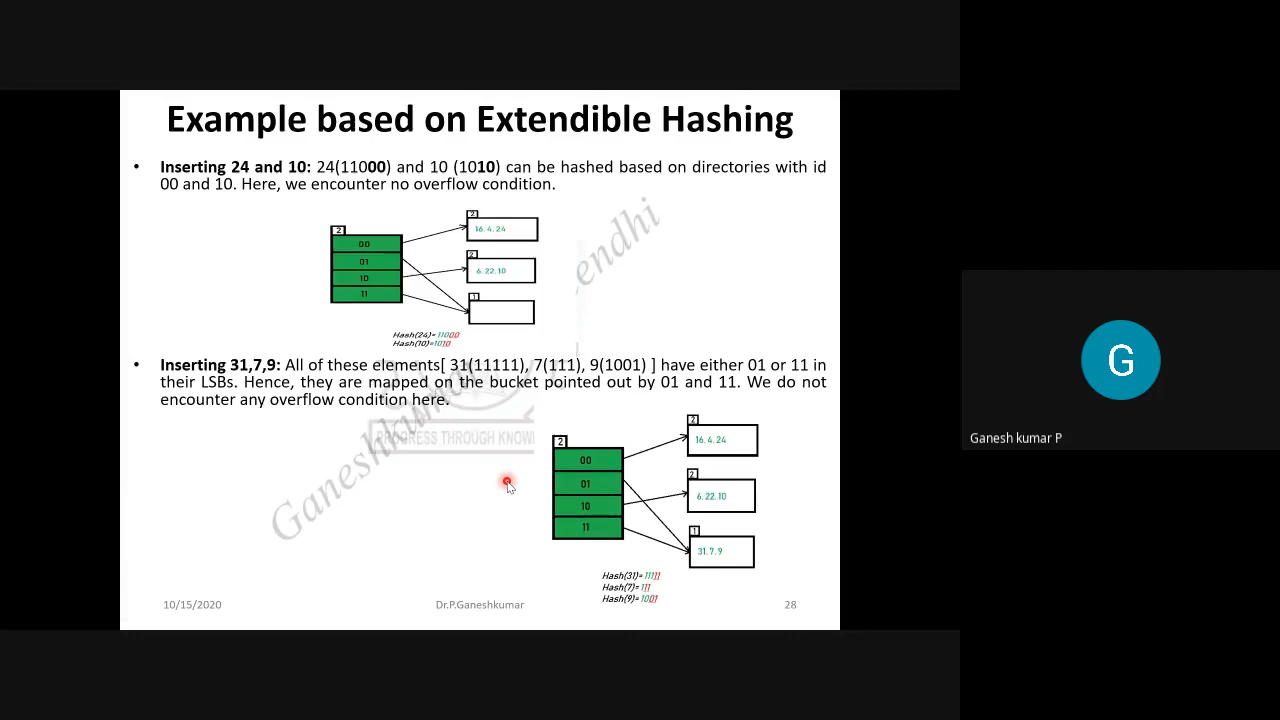 Example based on Extendible Hashing
• Inserting 24 and 10: 24(11000) and 10 (1010) can be hashed based on directories with id
00 and 10. Here, we encounter no overflow condition.
2
00
01
10
11
2
16. 4. 24
2
6. 22. 10
1
Hash(24)= 11000
Hash(10)=1010
• Inserting 31,7,9: All of these elements[ 31(11111), 7(111), 9(1001) ] have either 01 or 11 in
their LSBs. Hence, they are mapped on the bucket pointed out by 01 and 11. We do not
encounter any overflow condition here.
PROGRESS THROUGH
Ganeshkumar
endhi
2
00
01
10
11
2
16. 4. 24
2
6. 22. 10
1
31. 7. 9
Hash(31)= 11111
Hash(7)= 111
Hash(9)= 1001
10/15/2020
Dr.P.Ganeshkumar
28
G
Ganesh kumar P